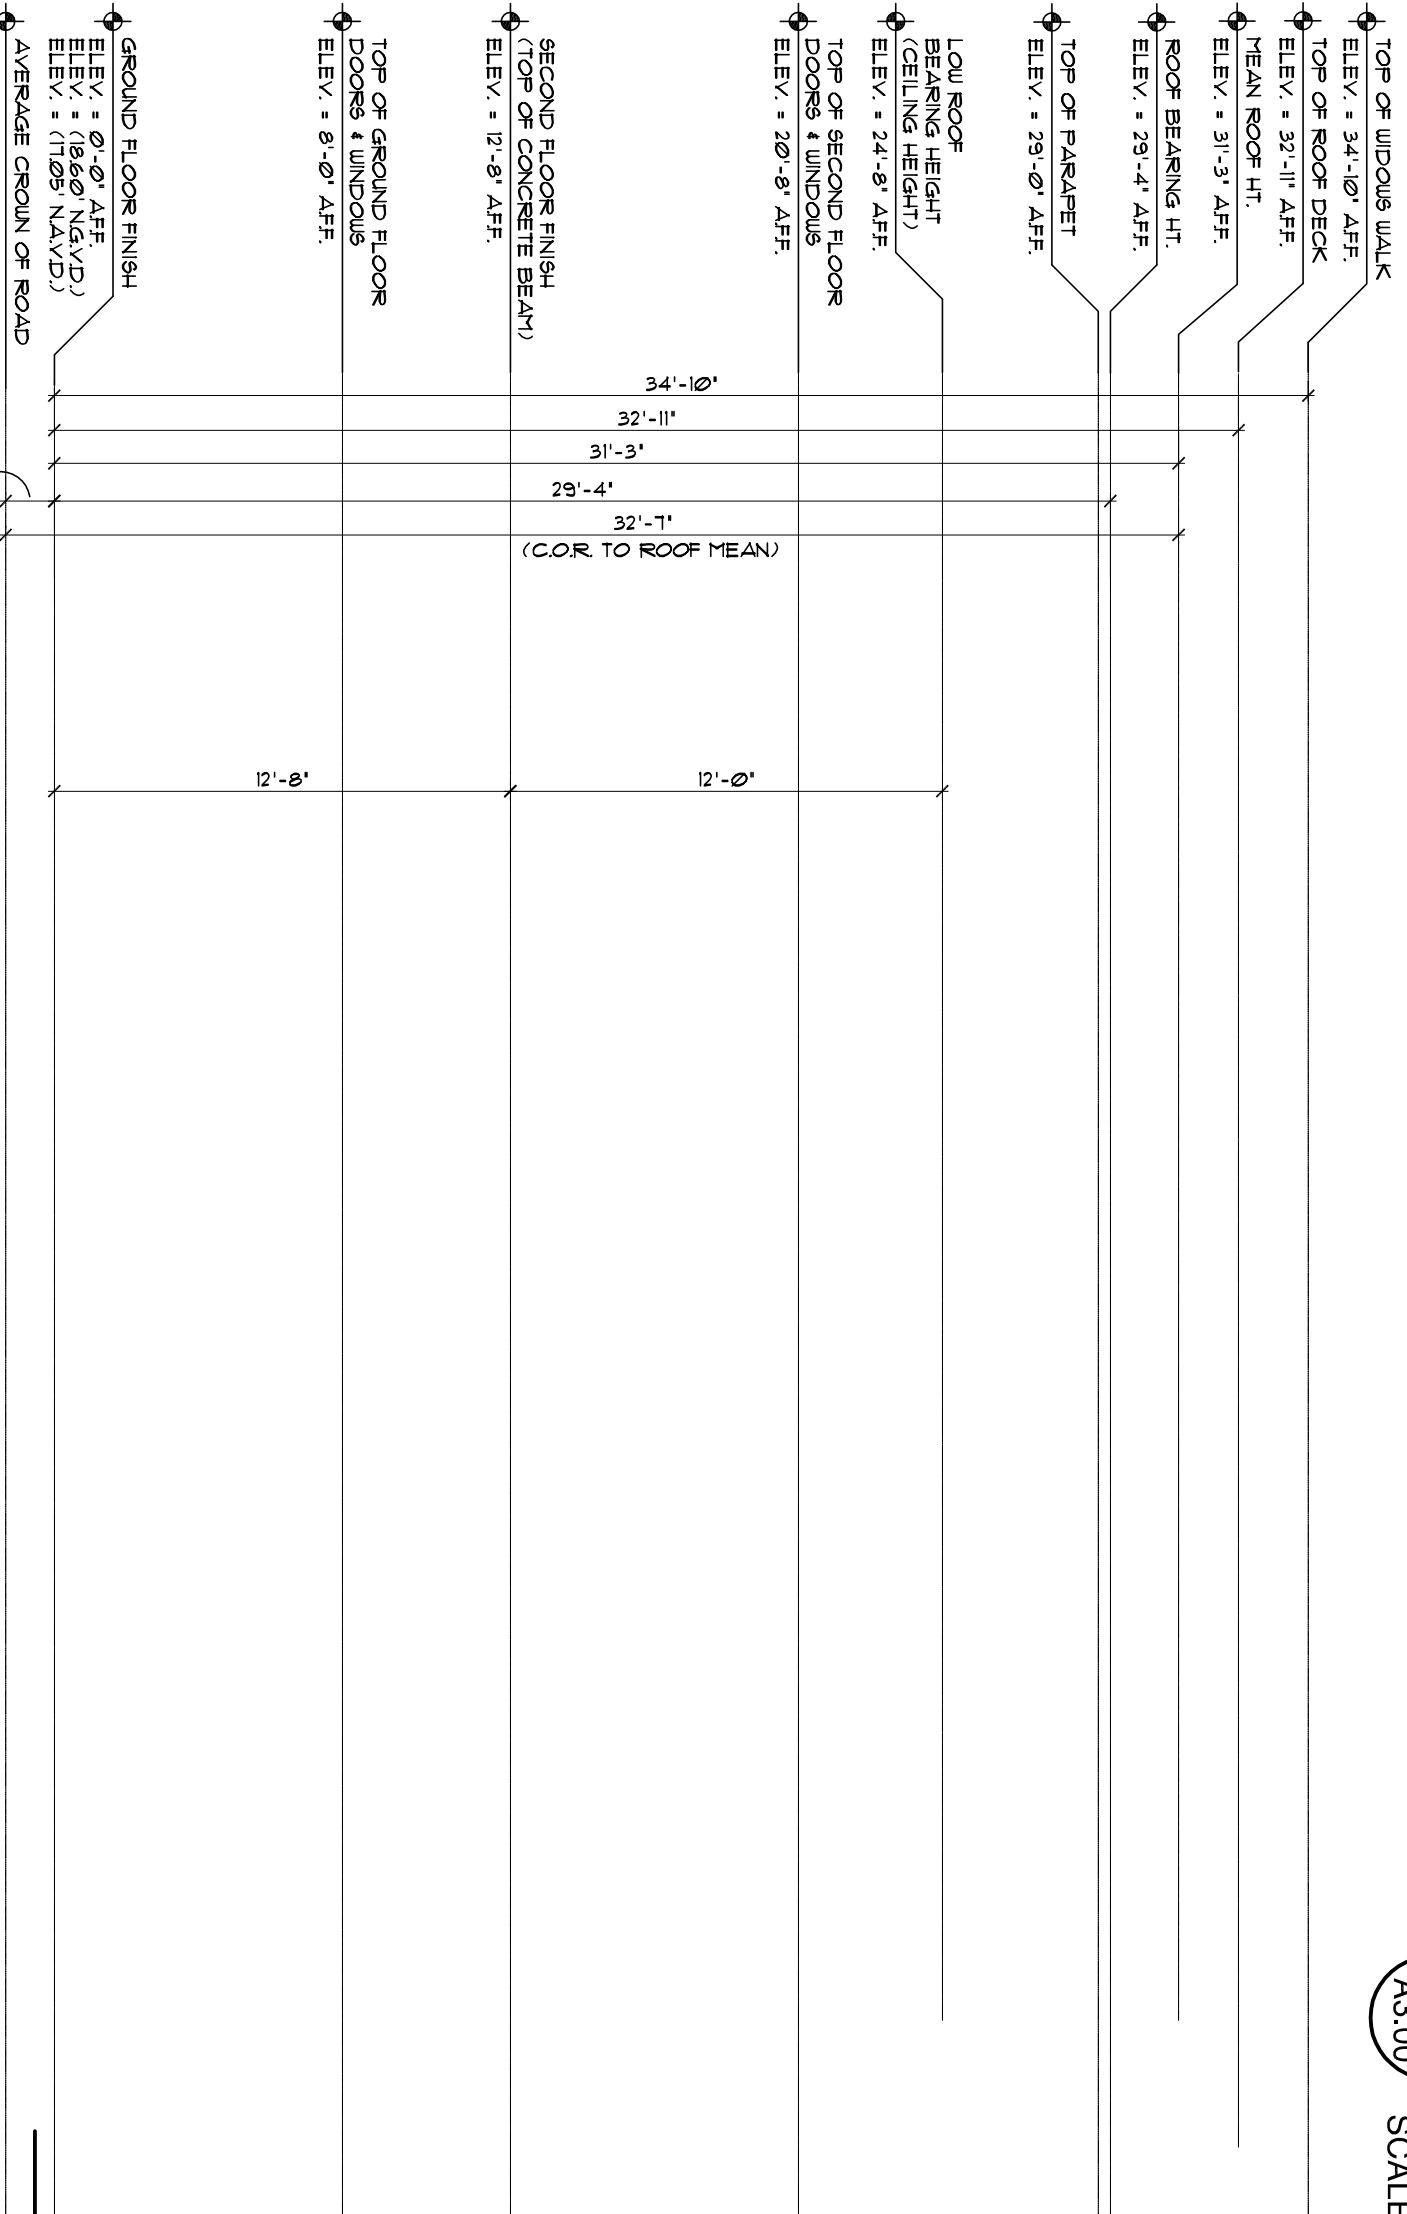 TOP OF WIDOWS WALK
ELEV. = 34'-10" A.F.F.
TOP OF ROOF DECK
ELEV. = 32'-11" A.F.F.
MEAN ROOF HT.
ELEV. = 31'-3" A.F.F.
ROOF BEARING HT.
ELEV. = 29'-4" A.F.F.
TOP OF PARAPET
ELEV. = 29'-0" A.F.F.
LOW ROOF
BEARING HEIGHT
(CEILING HEIGHT)
ELEV. = 24'-8" A.F.F.
TOP OF SECOND FLOOR
DOORS & WINDOWS
ELEV. = 20'-8" A.F.F.
SECOND FLOOR FINISH
(TOP OF CONCRETE BEAM)
ELEV. = 12'-8" A.F.F.
TOP OF GROUND FLOOR
DOORS & WINDOWS
ELEV. = 8'-0" A.F.F.
GROUND FLOOR FINISH
ELEV. = 0'-0" A.F.F.
ELEV. = (18.60' N.G.V.D.)
ELEV. = (17.05' N.A.V.D.)
AVERAGE CROWN OF ROAD
34'-10"
32'-11"
31'-3"
29'-4"
32'-7"
(C.O.R. TO ROOF MEAN)
12'-8"
12'-0"
A3.00
SCALE